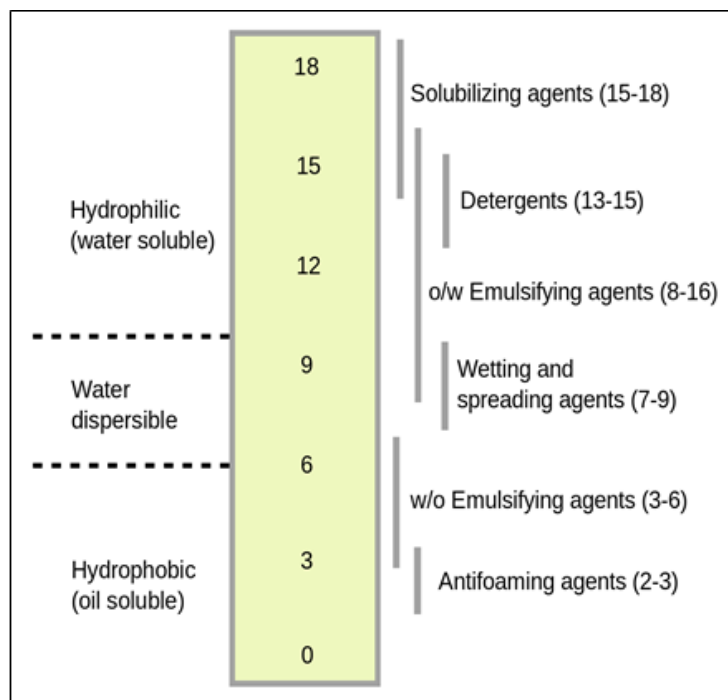 18
Solubilizing agents (15-18)
15
Detergents (13-15)
Hydrophilic
(water soluble)
12
o/w Emulsifying agents (8-16)
9
Wetting and
spreading agents (7-9)
Water
dispersible
6
w/o Emulsifying agents (3-6)
3
Hydrophobic
(oil soluble)
Antifoaming agents (2-3)
0